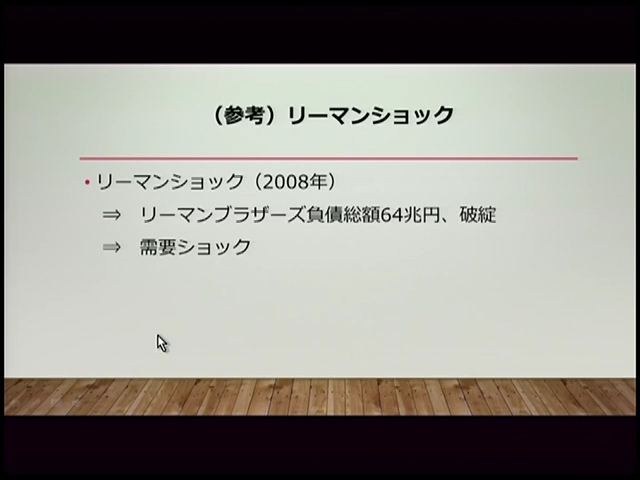 （参考）リーマンショック
• リーマンショック（2008年）
⇒　リーマンブラザーズ負債総額64兆円、破綻
⇒　需要ショック